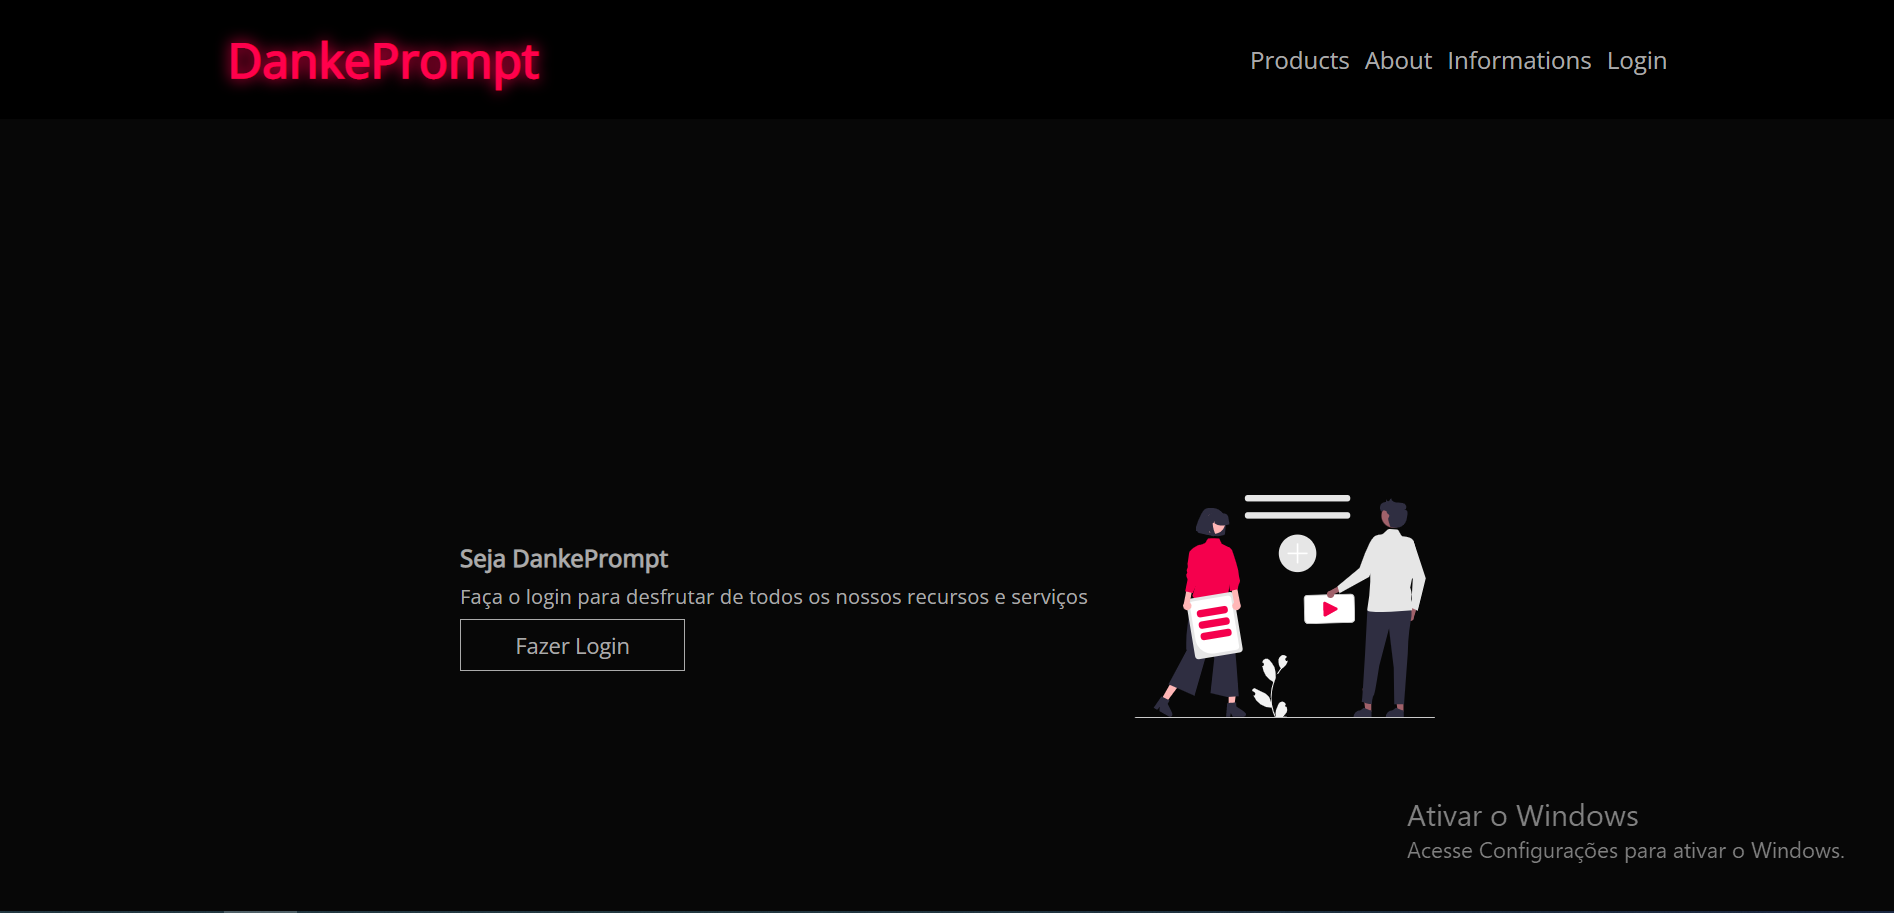 DankePrompt
Products About Informations Login
Seja DankePrompt
Faça o login para desfrutar de todos os nossos recursos e serviços
Fazer Login
Ativar o Windows
Acesse Configurações para ativar o Windows.